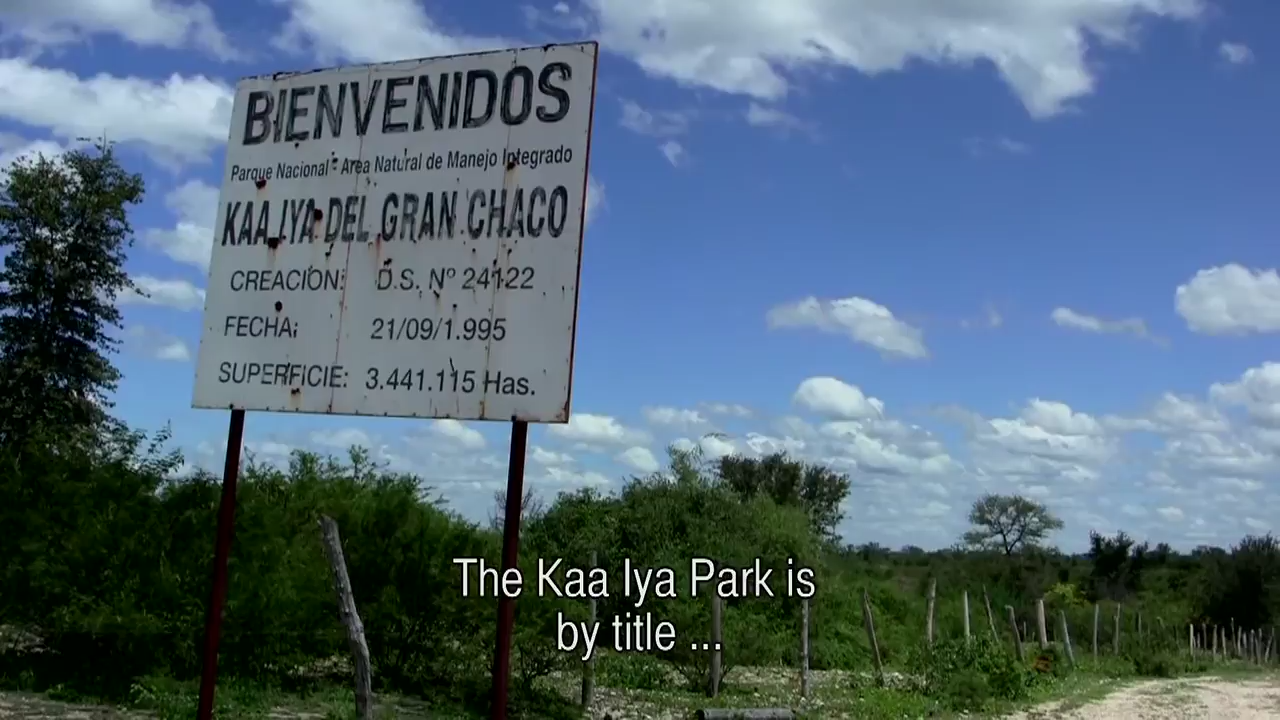 BIENVENIDOS
Parque Nacional - Area Natural de Manejo Integrado
KAA IYA DEL GRAN CHACO
CREACION: D.S. Nº 24122
FECHA: 21/09/1.995
SUPERFICIE: 3.441.115 Has.
The Kaa Iya Park is
by title ...